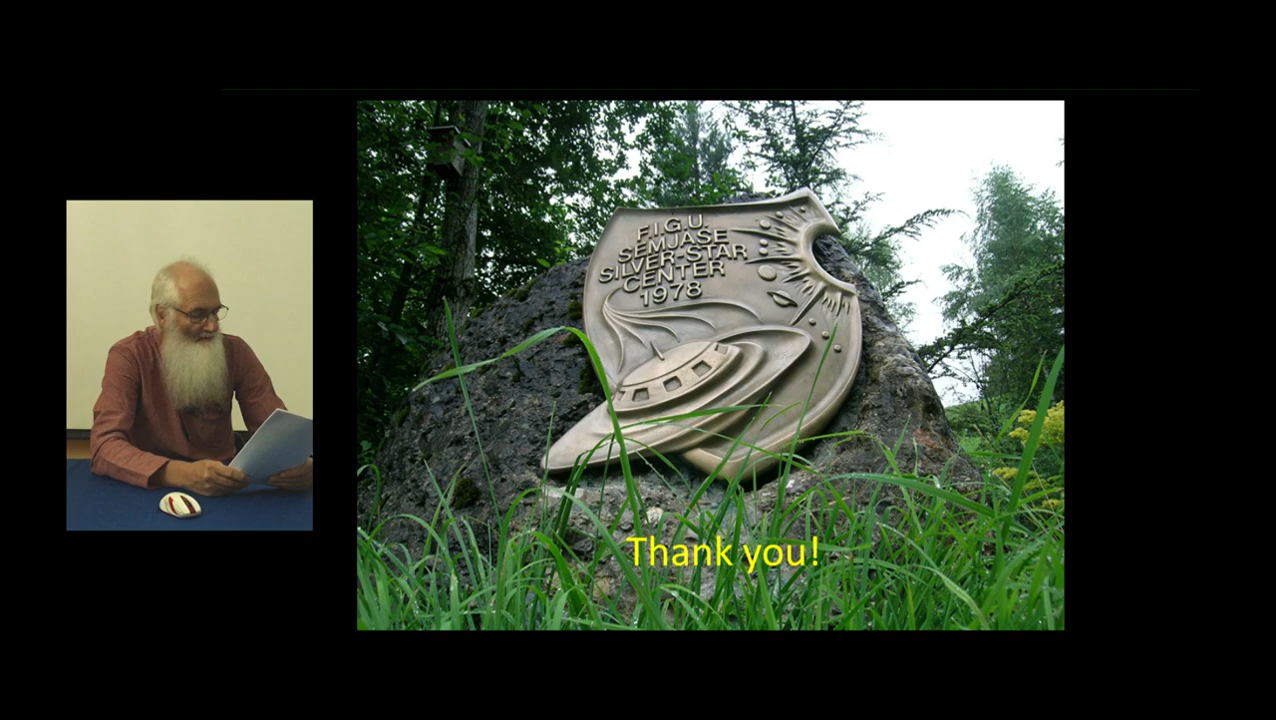 F.I.G.U.
SEMJASE
SILVER-STAR
CENTER
1978
Thank you!